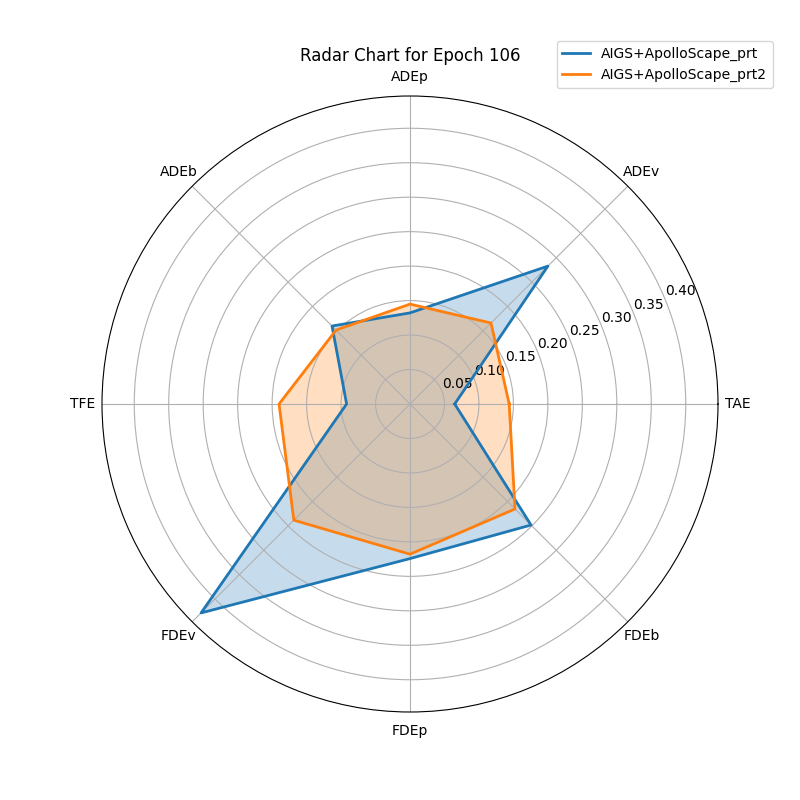 Radar Chart for Epoch 106
AIGS+ApolloScape_prt
AIGS+ApolloScape_prt2
ADEp
ADEb
ADEv
0.40
0.35
0.30
0.25
0.20
0.15
0.10
0.05
TFE
TAE
FDEv
FDEb
FDEp